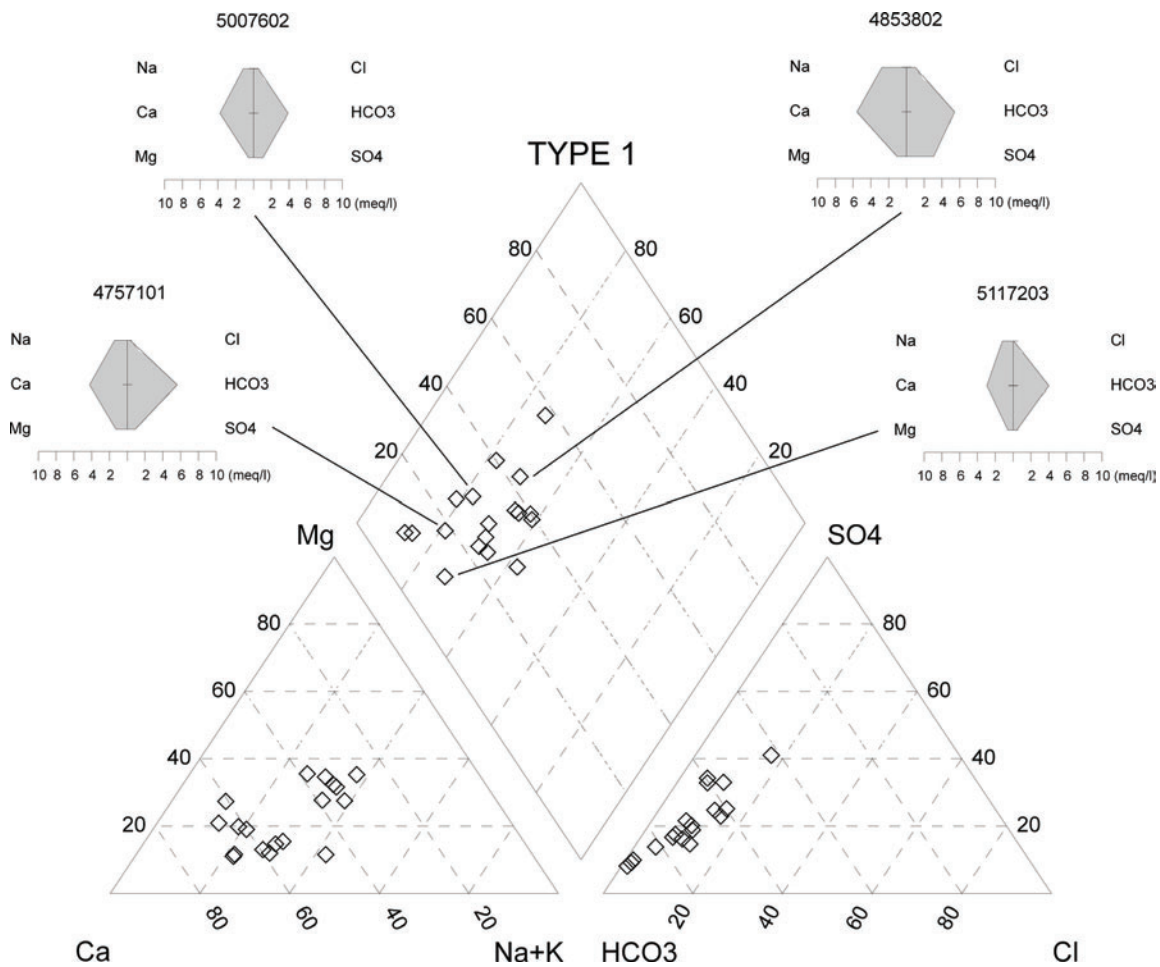 5007602
Na Cl
Ca HCO3
Mg SO4
10 8 6 4 2 2 4 6 8 10 (meq/l)
4853802
Na Cl
Ca HCO3
Mg SO4
10 8 6 4 2 2 4 6 8 10 (meq/l)
TYPE 1
4757101
Na Cl
Ca HCO3
Mg SO4
10 8 6 4 2 2 4 6 8 10 (meq/l)
5117203
Na Cl
Ca HCO3
Mg SO4
10 8 6 4 2 2 4 6 8 10 (meq/l)
80 80
60 60
40 40
20 20
Mg SO4
80 80
60 60
40 40
20 20
80 60 40 20 20 40 60 80
Ca Na+K HCO3 Cl